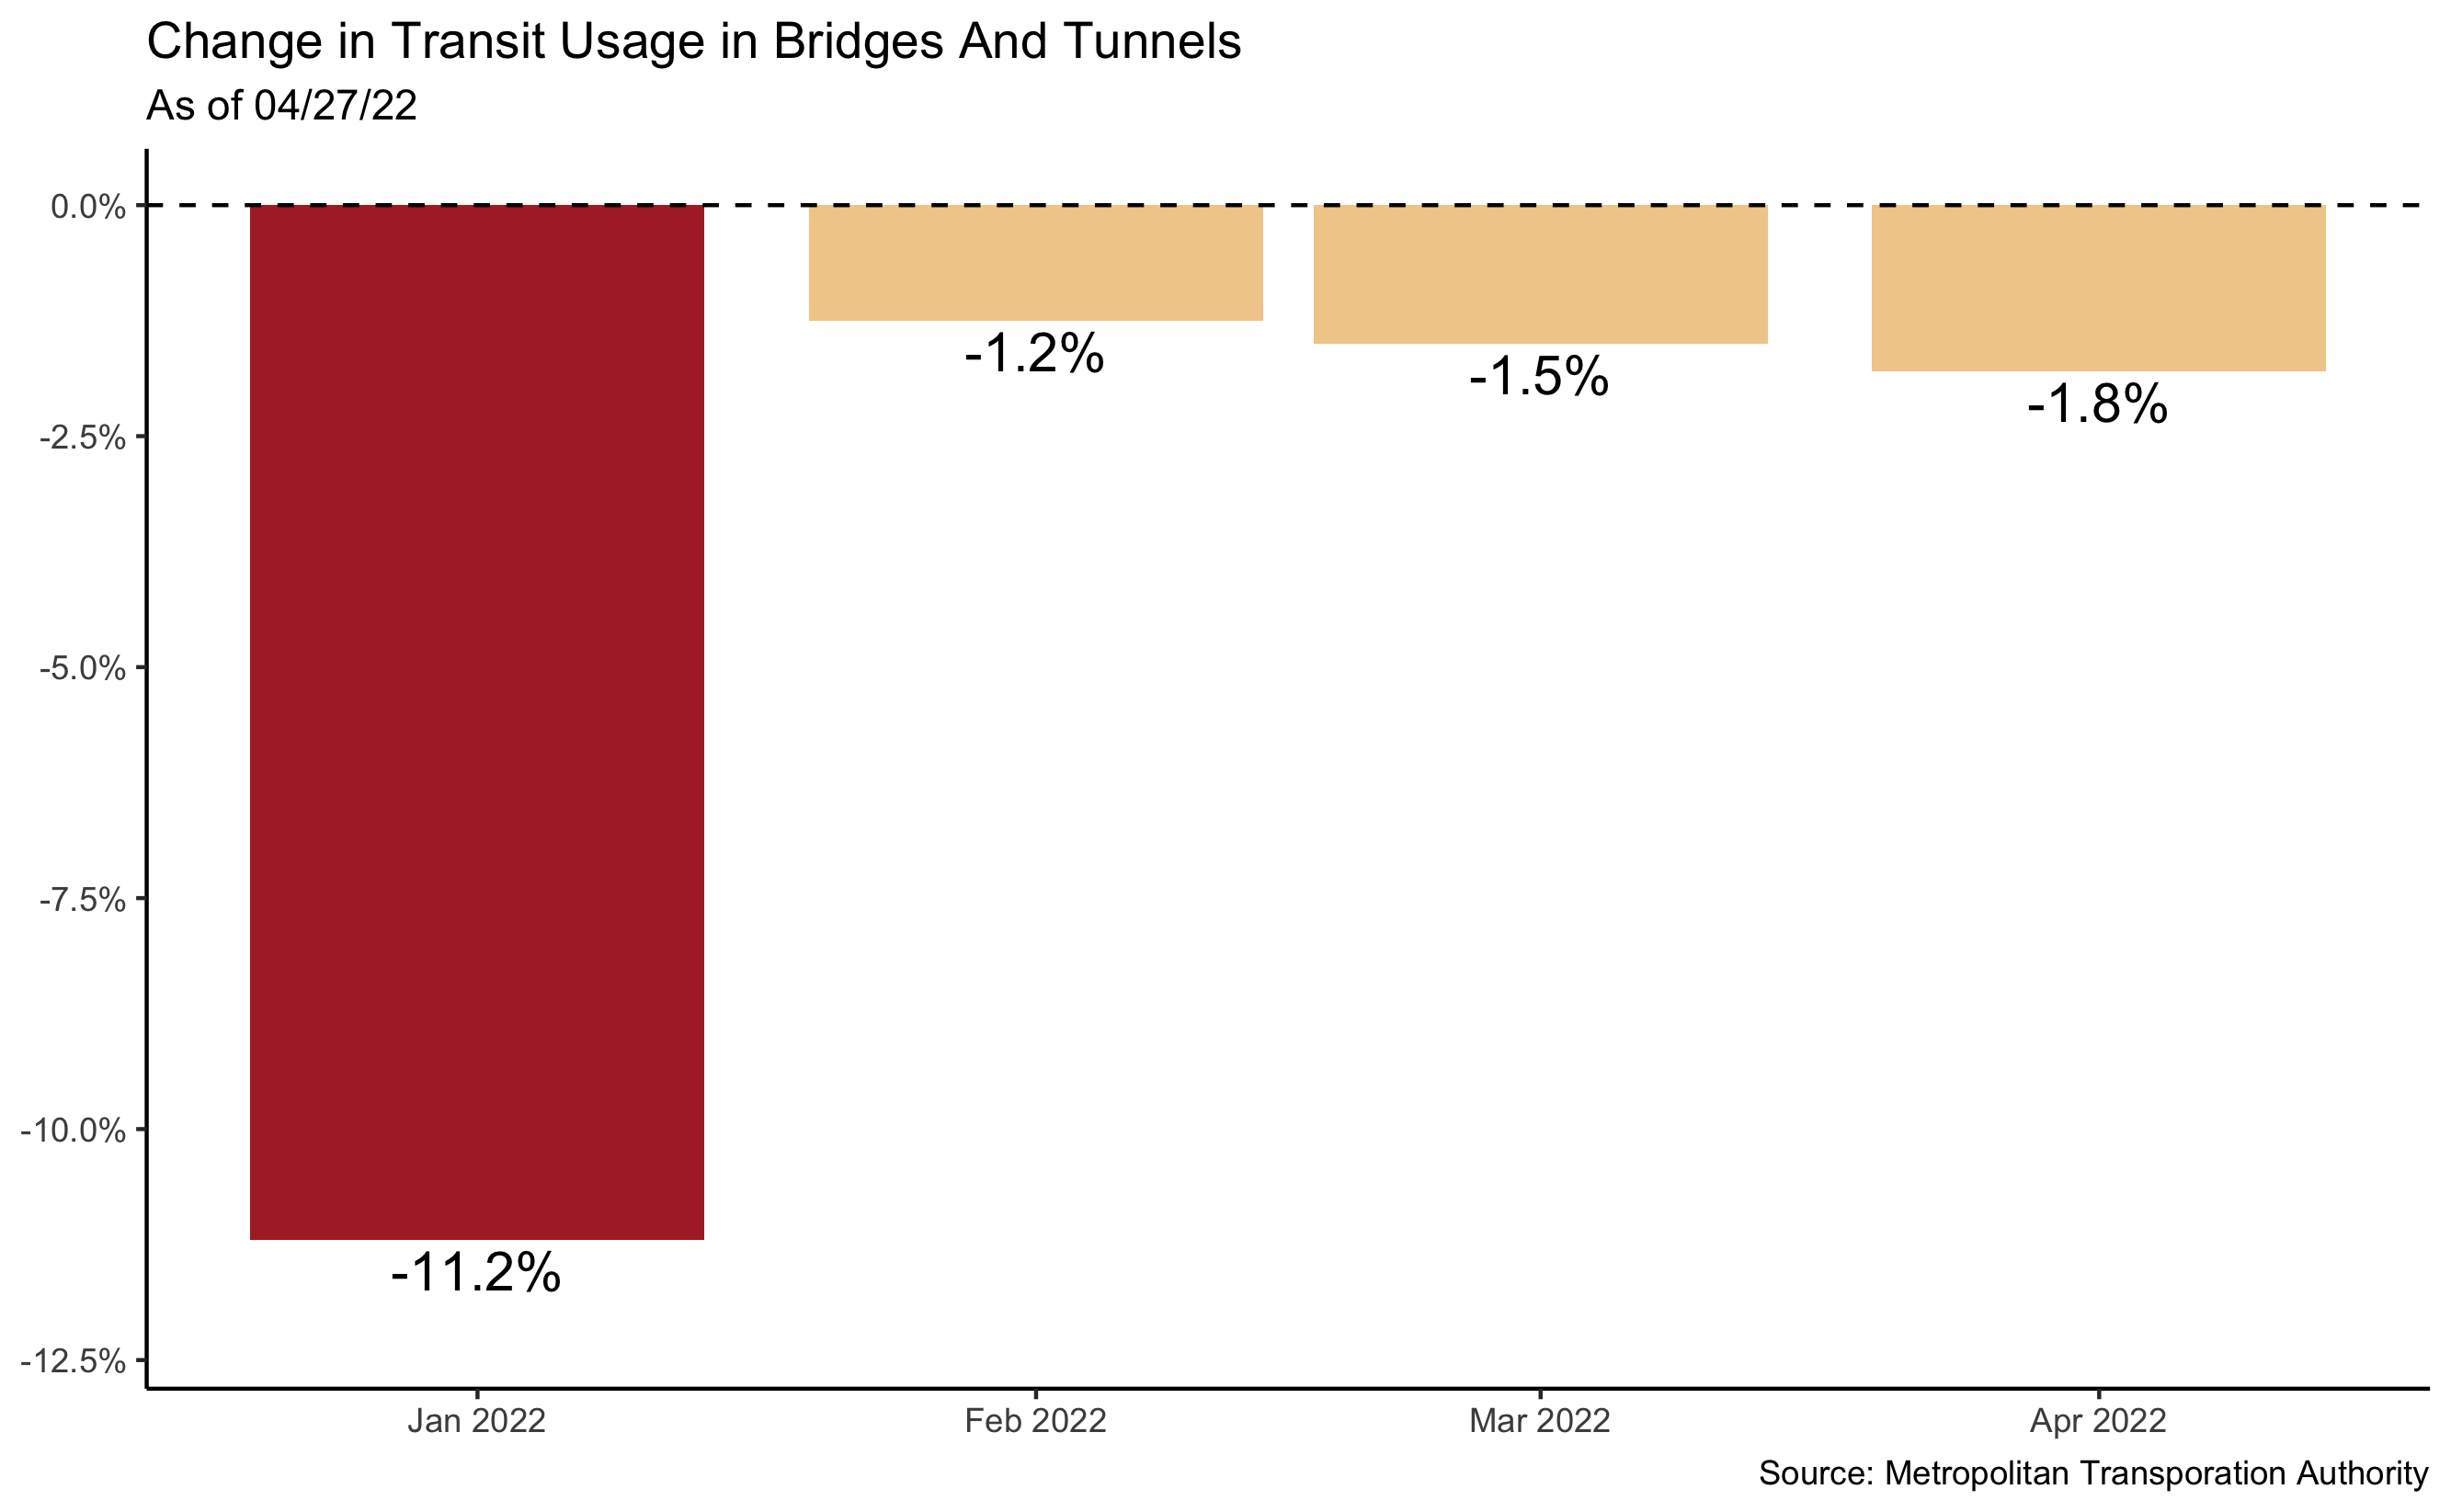 Change in Transit Usage in Bridges And Tunnels
As of 04/27/22
0.0%
-2.5%
-5.0%
-7.5%
-10.0%
-12.5%
-11.2%
-1.2%
-1.5%
-1.8%
Jan 2022
Feb 2022
Mar 2022
Apr 2022
Source: Metropolitan Transporation Authority